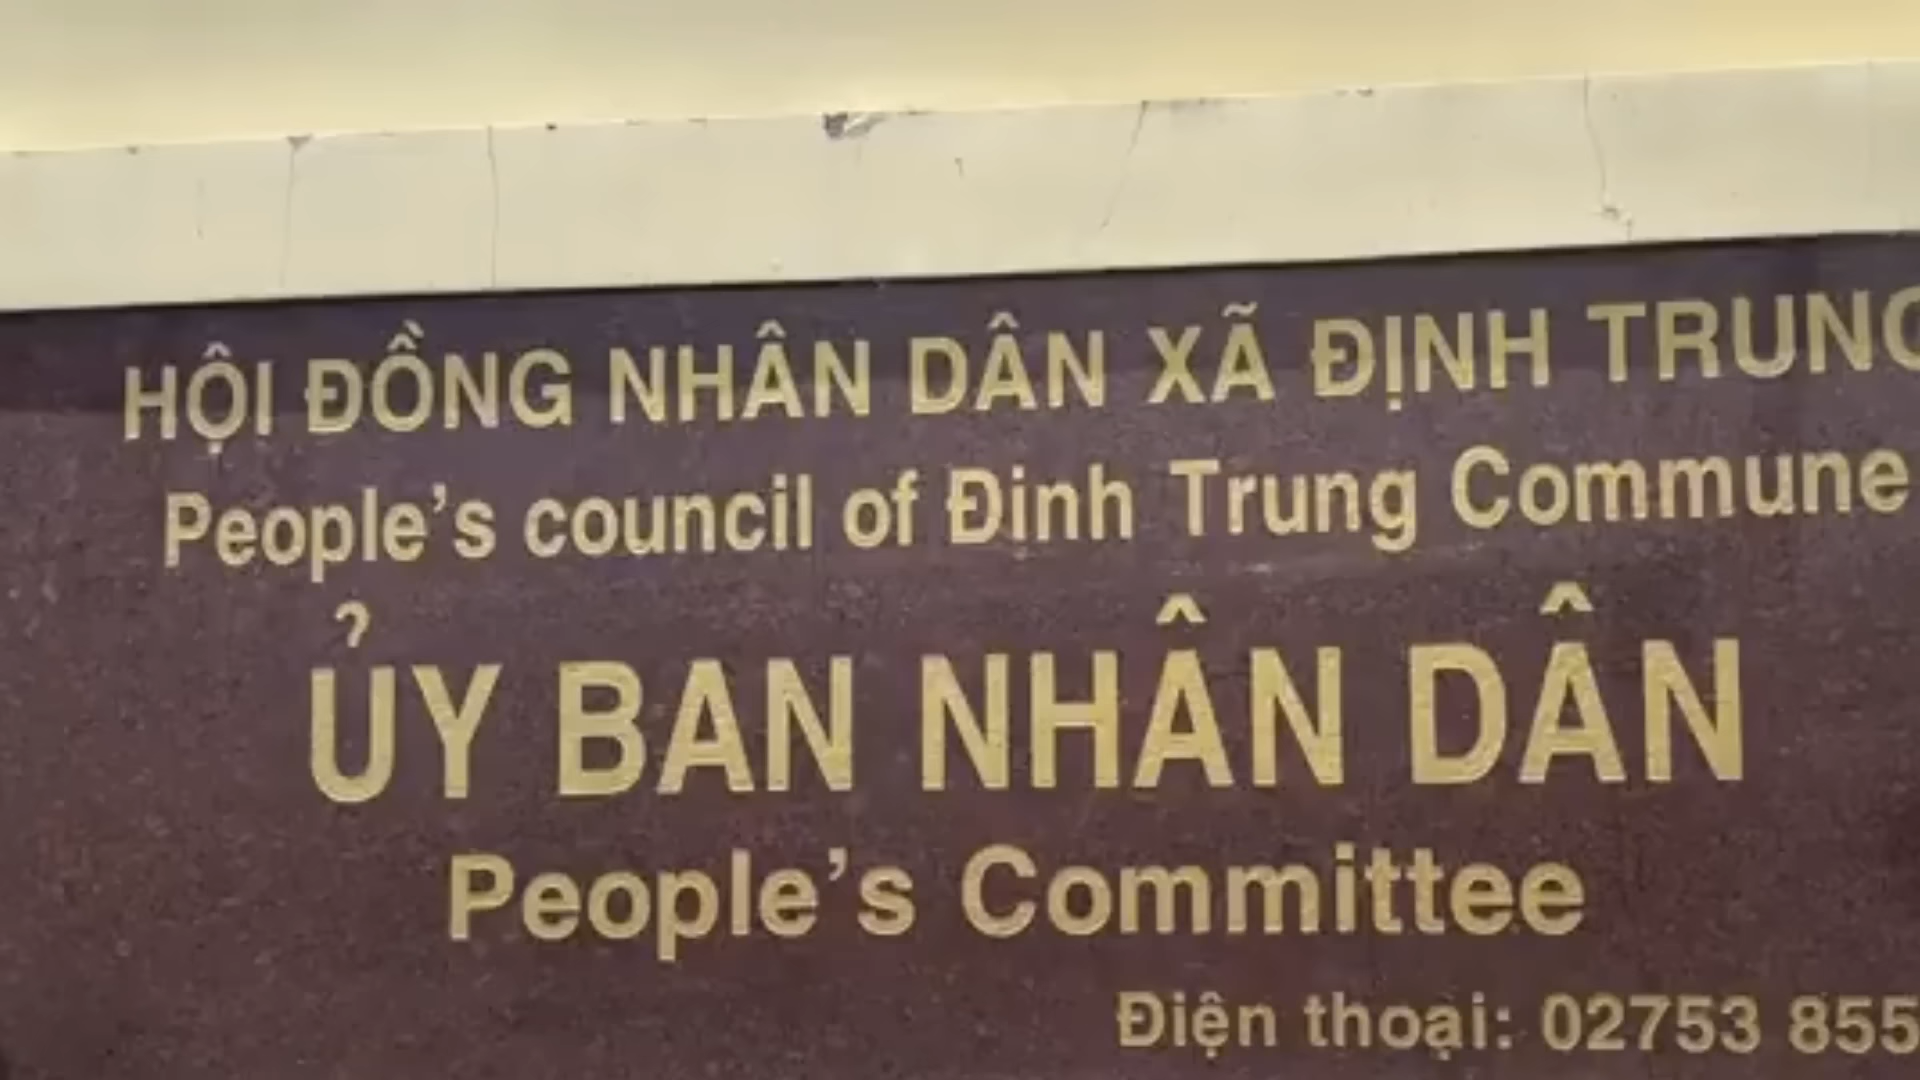 HỘI ĐỒNG NHÂN DÂN XÃ ĐỊNH TRUNG
People's council of Đinh Trung Commune
ỦY BAN NHÂN DÂN
People's Committee
Điện thoại: 02753 855